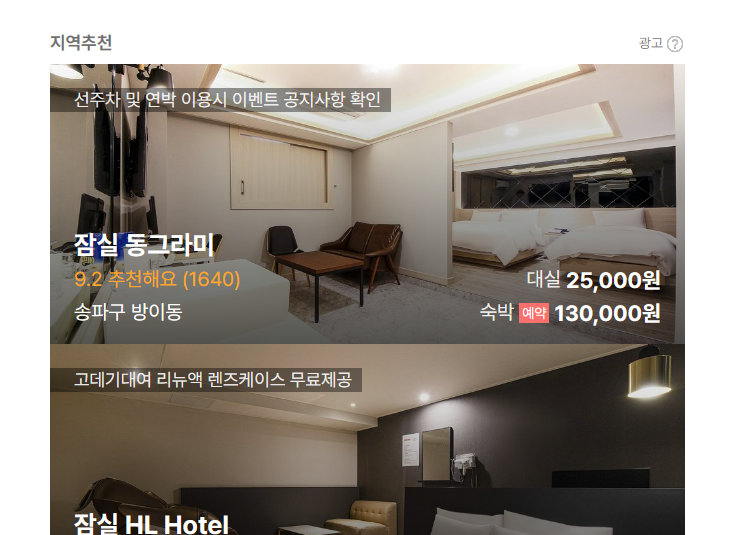 지역추천
광고 ?
선주차 및 연박 이용시 이벤트 공지사항 확인
잠실 동그라미
9.2 추천해요 (1640)
대실 25,000원
송파구 방이동
숙박 예약 130,000원
고데기대여 리뉴액 렌즈케이스 무료제공
잠실 HL Hotel